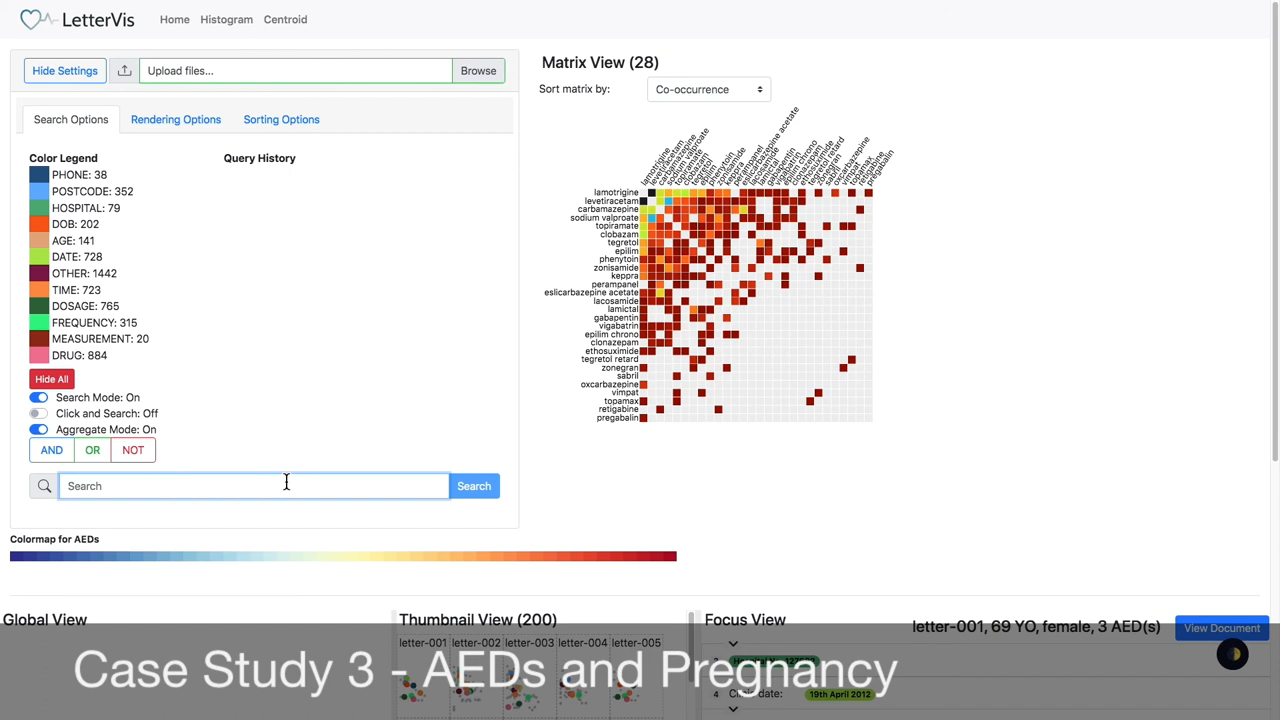 LetterVis
Home
Histogram
Centroid
Hide Settings
Upload files...
Browse
Search Options
Rendering Options
Sorting Options
Color Legend
Query History
PHONE: 38
POSTCODE: 352
HOSPITAL: 79
DOB: 202
AGE: 141
DATE: 728
OTHER: 1442
TIME: 723
DOSAGE: 765
FREQUENCY: 315
MEASUREMENT: 20
DRUG: 884
Hide All
Search Mode: On
Click and Search: Off
Aggregate Mode: On
AND
OR
NOT
Search
Search
Colormap for AEDs
Matrix View (28)
Sort matrix by:
Co-occurrence
lamotrigine
levetiracetam
carbamazepine
sodium valproate
topiramate
clobazam
tegretol
epilim
phenytoin
zonisamide
keppra
perampanel
eslicarbazepine acetate
lacosamide
lamictal
gabapentin
vigabatrin
epilim chrono
clonazepam
ethosuximide
tegretol retard
zonegran
sabril
oxcarbazepine
vimpat
topamax
retigabine
pregabalin
Global View
Thumbnail View (200)
letter-001
letter-002
letter-003
letter-004
letter-005
Focus View
letter-001, 69 YO, female, 3 AED(s)
View Document
4
date:
19th April 2012
Case Study 3 - AEDs and Pregnancy